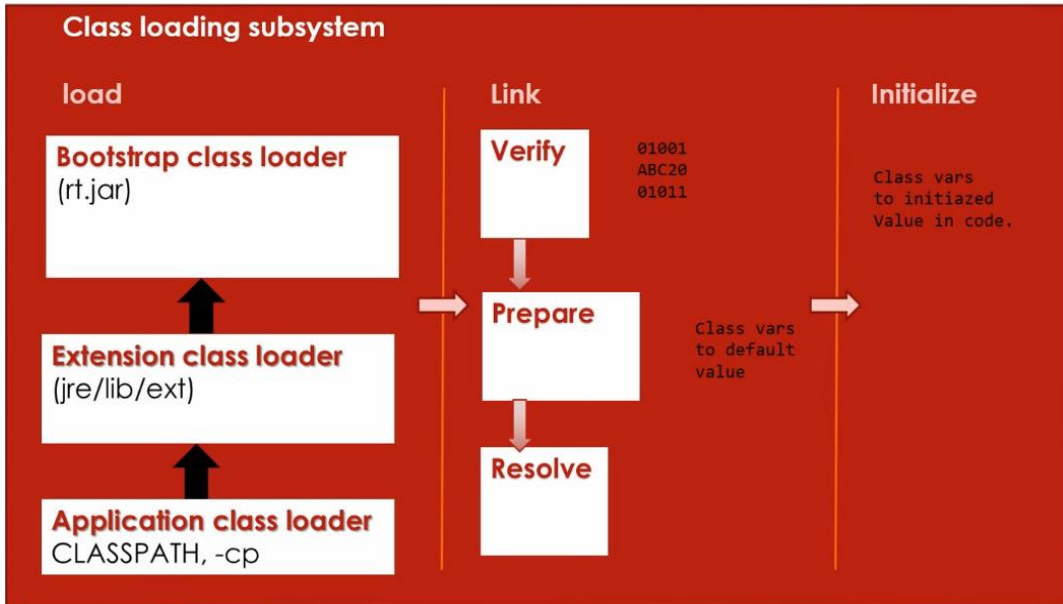 Class loading subsystem
load
Bootstrap class loader
(rt.jar)
Extension class loader
(jre/lib/ext)
Application class loader
CLASSPATH, -cp
Link
Verify
01001
ABC20
01011
Prepare
Class vars
to default
value
Resolve
Initialize
Class vars
to initiazed
Value in code.